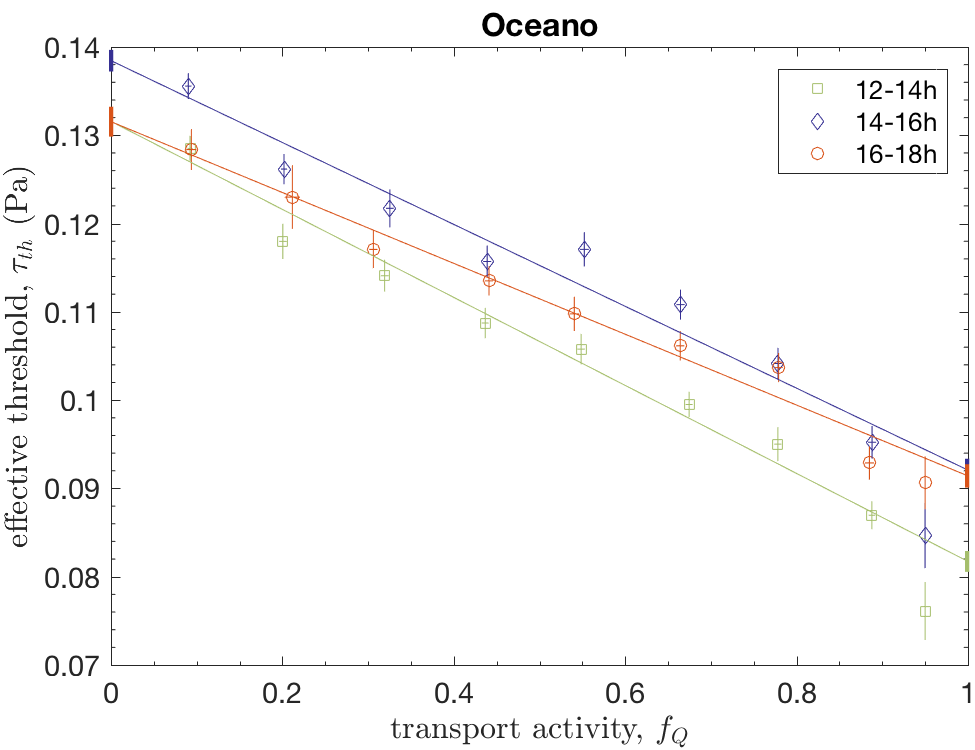 Oceano
0.14
0.13
0.12
0.11
0.1
0.09
0.08
0.07
effective threshold, τ_th (Pa)
12-14h
14-16h
16-18h
0 0.2 0.4 0.6 0.8 1
transport activity, f_Q